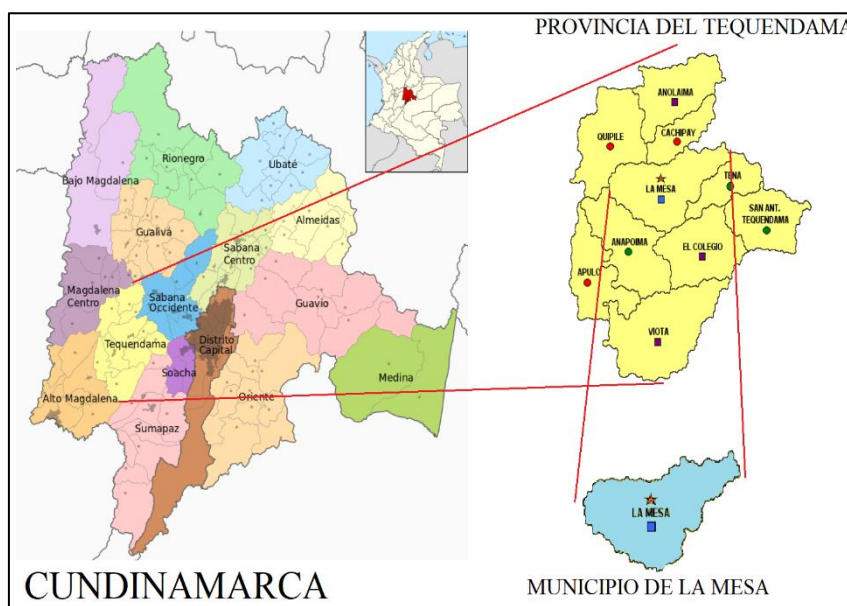 PROVINCIA DEL TEQUENDAMA
Rionegro
Ubaté
Bajo Magdalena
Almeidas
Gualivá
Sabana
Centro
Magdalena
Centro
Sabana
Occidente
Guavio
Tequendama
Distrito
Capital
Soacha
Medina
Alto Magdalena
Oriente
Sumapaz
CUNDINAMARCA
ANOLAIMA
QUIPILE
CACHIPAY
LA MESA
TENA
SAN ANT.
TEQUENDAMA
ANAPOIMA
EL COLEGIO
APULO
VIOTA
LA MESA
MUNICIPIO DE LA MESA